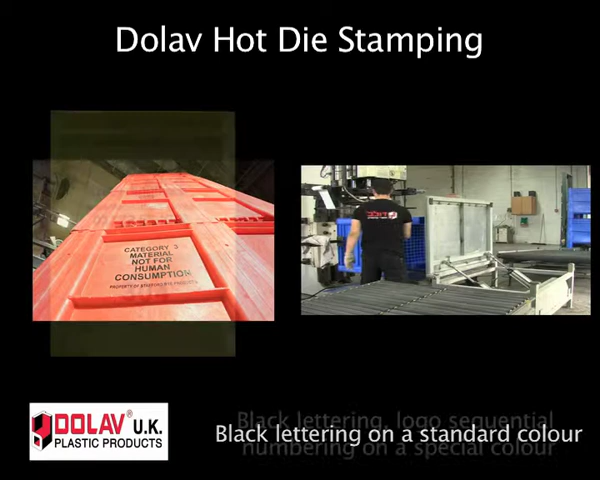 Dolav Hot Die Stamping
CATEGORY 3
MATERIAL
NOT FOR
HUMAN
CONSUMPTION
DOLAV® U.K.
PLASTIC PRODUCTS
Black lettering, logo sequential
Black lettering on a standard colour
numbering on a special colour